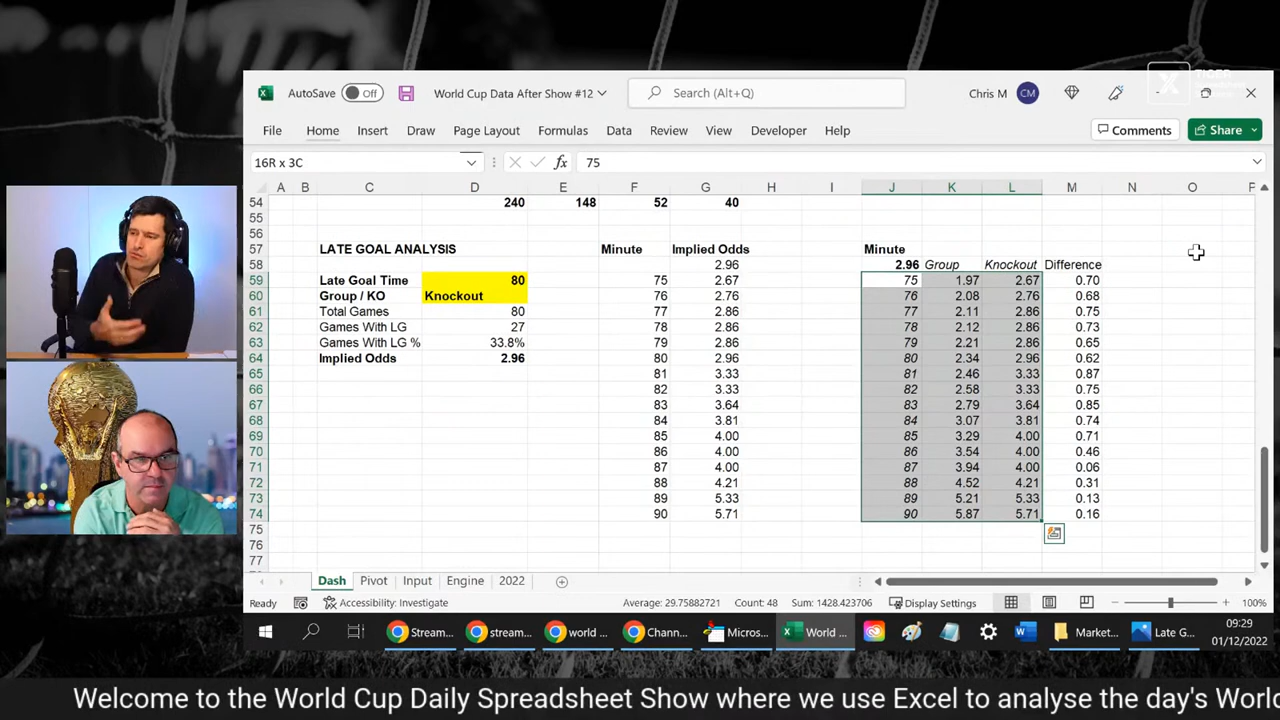 AutoSave Off World Cup Data After Show #12 Search (Alt+Q) Chris M CM
File Home Insert Draw Page Layout Formulas Data Review View Developer Help Comments Share
16R x 3C fx 75
A B C D E F G H I J K L M N O P
54 240 148 52 40
55
56
57 LATE GOAL ANALYSIS Minute Implied Odds Minute
58 2.96 2.96 Group Knockout Difference
59 Late Goal Time 80 75 2.67 75 1.97 2.67 0.70
60 Group / KO Knockout 76 2.76 76 2.08 2.76 0.68
61 Total Games 80 77 2.86 77 2.11 2.86 0.75
62 Games With LG 27 78 2.86 78 2.12 2.86 0.73
63 Games With LG % 33.8% 79 2.86 79 2.21 2.86 0.65
64 Implied Odds 2.96 80 2.96 80 2.34 2.96 0.62
65 81 3.33 81 2.46 3.33 0.87
66 82 3.33 82 2.58 3.33 0.75
67 83 3.64 83 2.79 3.64 0.85
68 84 3.81 84 3.07 3.81 0.74
69 85 4.00 85 3.29 4.00 0.71
70 86 4.00 86 3.54 4.00 0.46
71 87 4.00 87 3.94 4.00 0.06
72 88 4.21 88 4.52 4.21 0.31
73 89 5.33 89 5.21 5.33 0.13
74 90 5.71 90 5.87 5.71 0.16
75
76
77
Dash Pivot Input Engine 2022
Ready Accessibility: Investigate Average: 29.75882721 Count: 48 Sum: 1428.423706 Display Settings 100%
Stream... stream... world ... Chann... Micros... World ... Market... Late G... 09:29
01/12/2022
Welcome to the World Cup Daily Spreadsheet Show where we use Excel to analyse the day's World